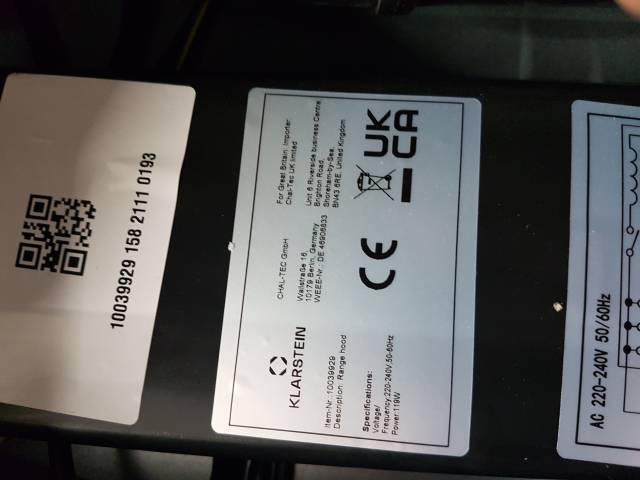 10039929 158 2111 0193
KLARSTEIN
Item-Nr.:10039929
Description: Range hood
Specifications:
Voltage/
Frequency:220-240V, 50-60Hz
Power:119W
CHAL-TEC GmbH
Wallstraße 16,
10179 Berlin, Germany
WEEE-Nr.: DE 46906833
CE
For Great Britain: Importer
Chal-Tec UK limited
Unit 6 Riverside business Centre
Brighton Road,
Shoreham-by-Sea,
BN43 6RE, United Kingdom
UK
CA
AC 220-240V 50/60Hz